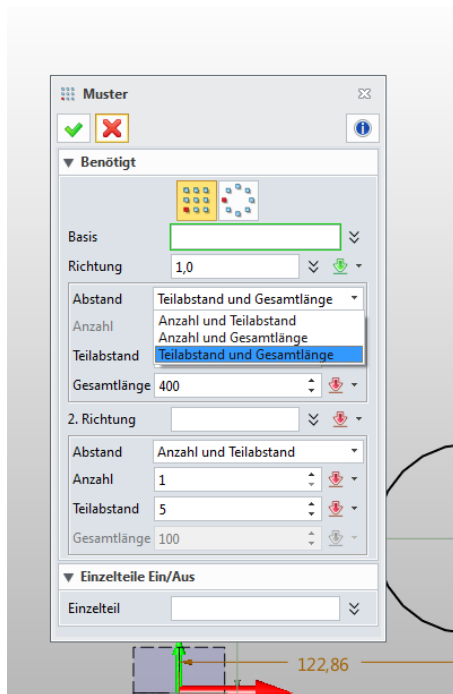 Muster
Benötigt
Basis
Richtung 1,0
Abstand Teilabstand und Gesamtlänge
Anzahl Anzahl und Teilabstand
Anzahl und Gesamtlänge
Teilabstand Teilabstand und Gesamtlänge
Gesamtlänge 400
2. Richtung
Abstand Anzahl und Teilabstand
Anzahl 1
Teilabstand 5
Gesamtlänge 100
Einzelteile Ein/Aus
Einzelteil
122,86